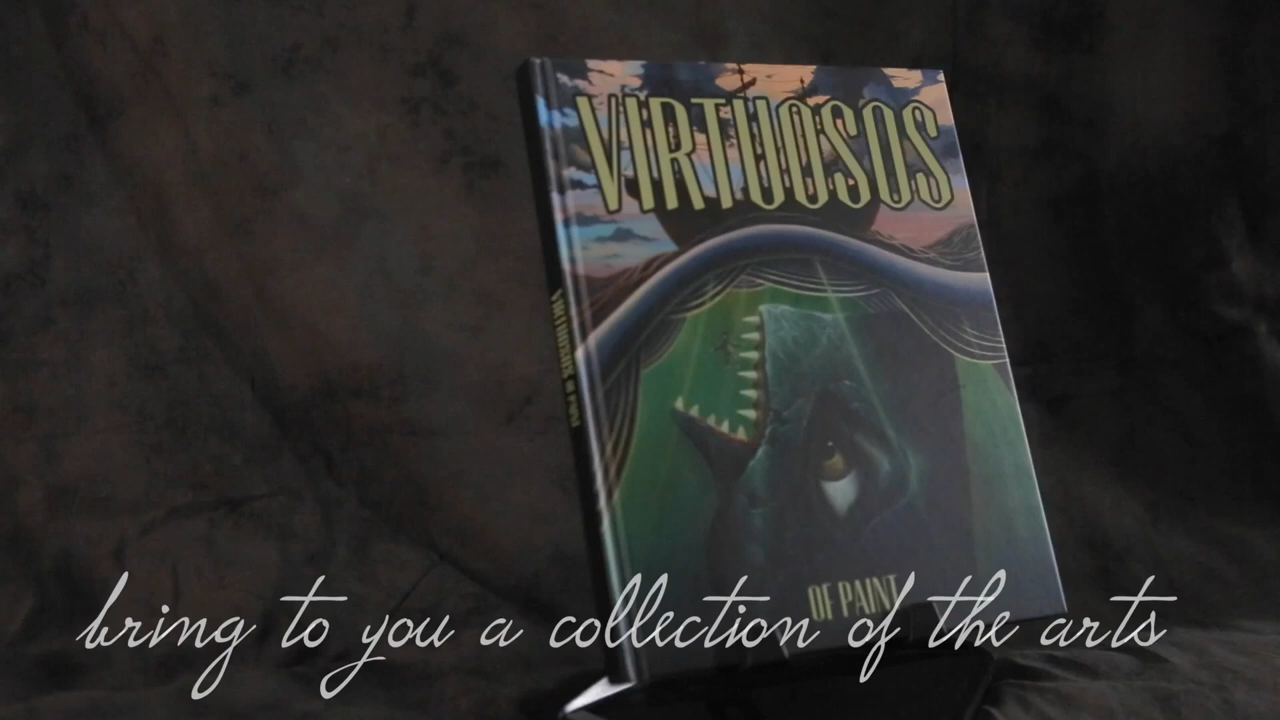 VIRTUOSOS
VIRTUOSOS OF PAINT
OF PAINT
bring to you a collection of the arts